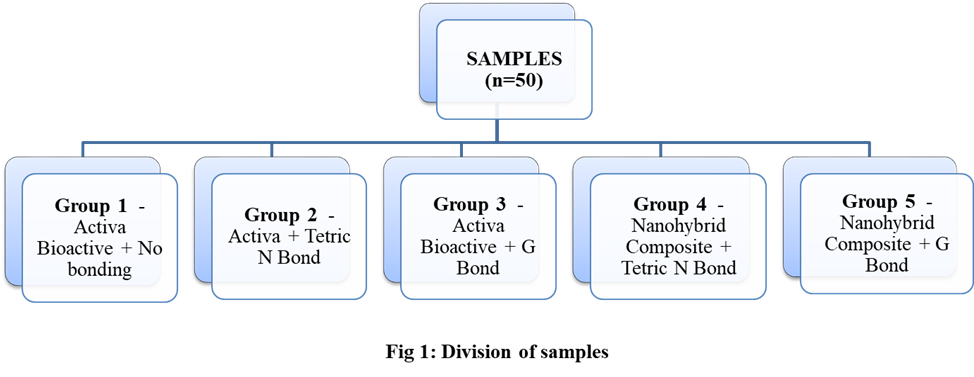 SAMPLES
(n=50)
Group 1 -
Activa
Bioactive + No
bonding
Group 2 -
Activa + Tetric
N Bond
Group 3 -
Activa
Bioactive + G
Bond
Group 4 -
Nanohybrid
Composite +
Tetric N Bond
Group 5 -
Nanohybrid
Composite + G
Bond
Fig 1: Division of samples